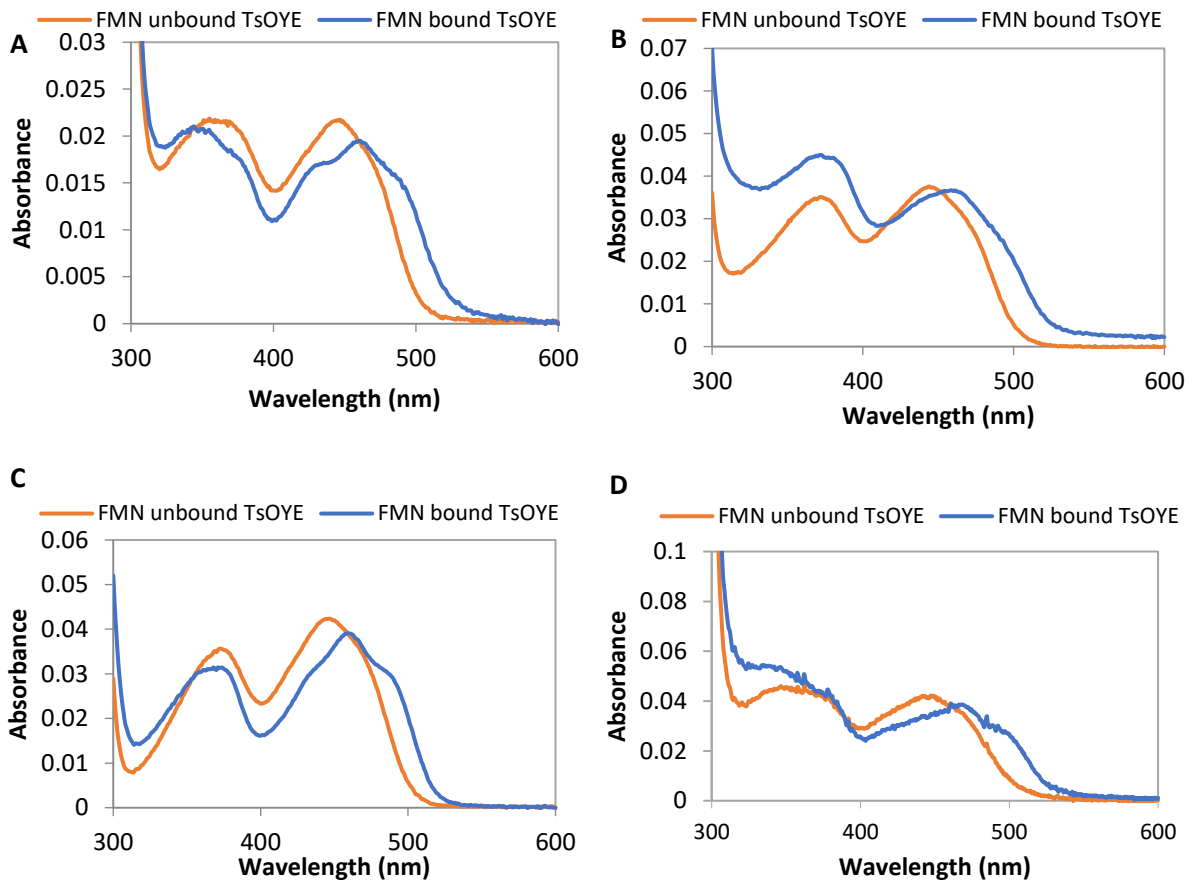 FMN unbound TsOYE FMN bound TsOYE
A
0.03
0.025
0.02
0.015
0.01
0.005
0
300 400 500 600
Absorbance
Wavelength (nm)
FMN unbound TsOYE FMN bound TsOYE
B
0.07
0.06
0.05
0.04
0.03
0.02
0.01
0
300 400 500 600
Absorbance
Wavelength (nm)
C
FMN unbound TsOYE FMN bound TsOYE
0.06
0.05
0.04
0.03
0.02
0.01
0
300 400 500 600
Absorbance
Wavelength (nm)
D
FMN unbound TsOYE FMN bound TsOYE
0.1
0.08
0.06
0.04
0.02
0
300 400 500 600
Absorbance
Wavelength (nm)